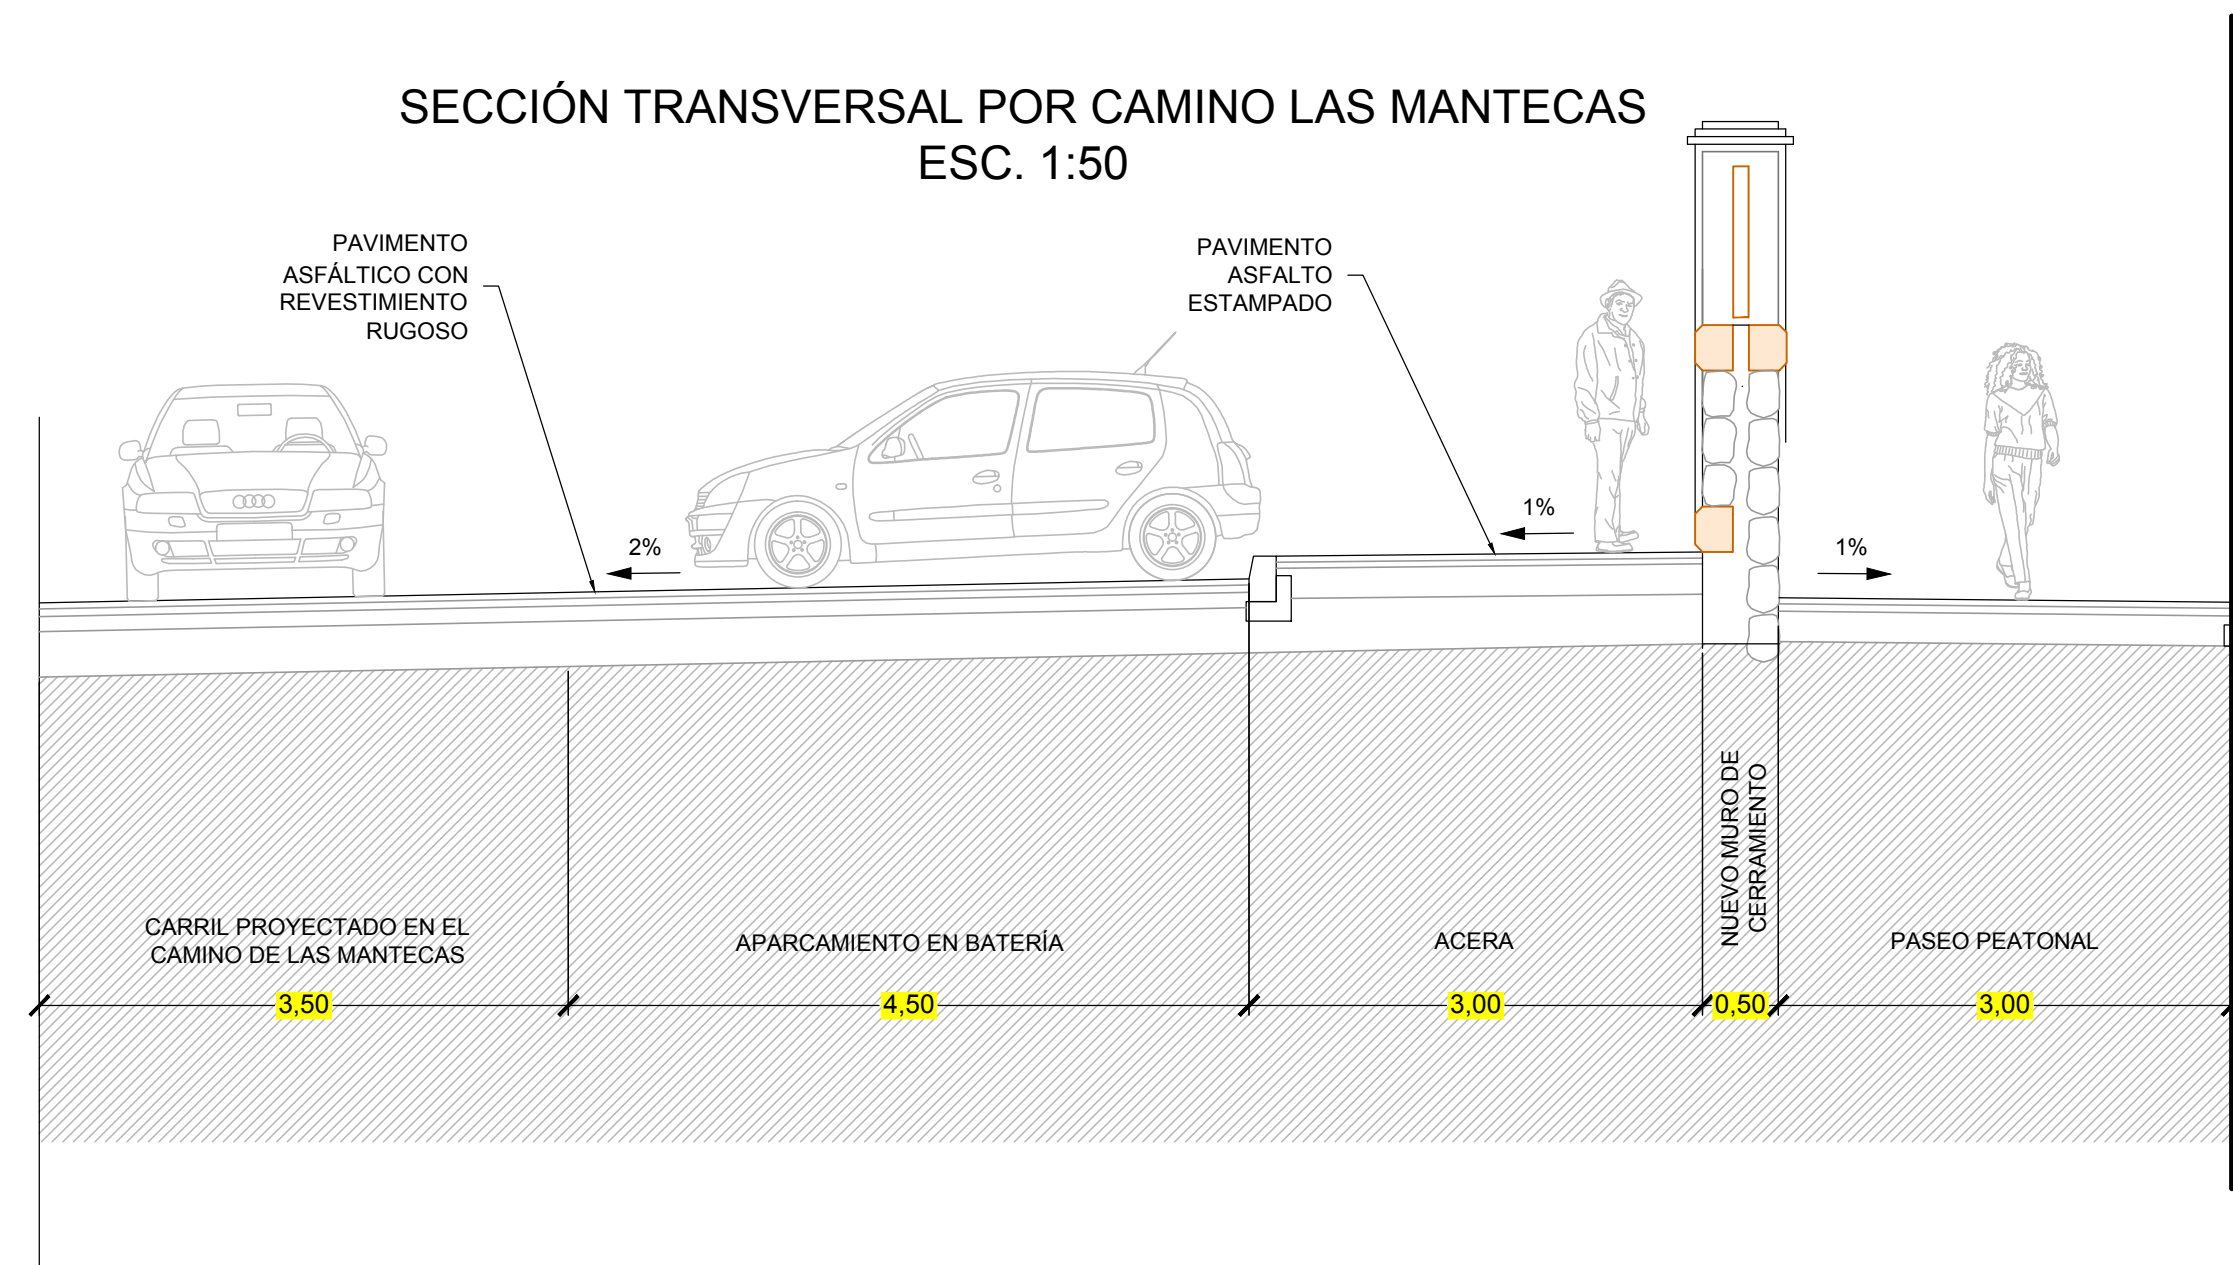 SECCIÓN TRANSVERSAL POR CAMINO LAS MANTECAS
ESC. 1:50
PAVIMENTO
ASFÁLTICO CON
REVESTIMIENTO
RUGOSO
PAVIMENTO
ASFALTO
ESTAMPADO
2%
1%
1%
CARRIL PROYECTADO EN EL
CAMINO DE LAS MANTECAS
APARCAMIENTO EN BATERÍA
ACERA
NUEVO MURO DE
CERRAMIENTO
PASEO PEATONAL
3,50
4,50
3,00
0,50
3,00